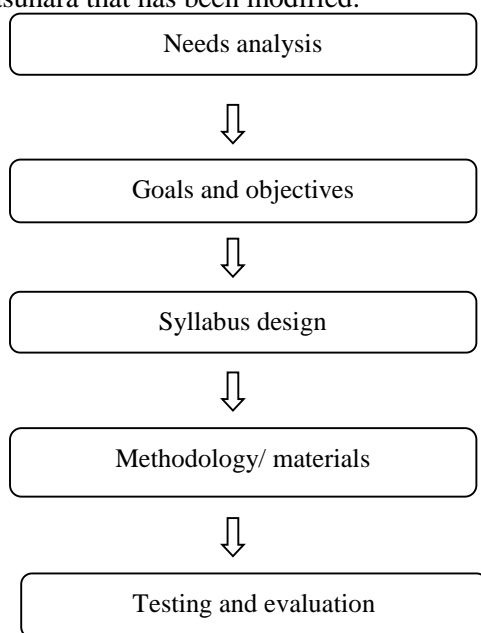 that has been modified.
Needs analysis
Goals and objectives
Syllabus design
Methodology/ materials
Testing and evaluation